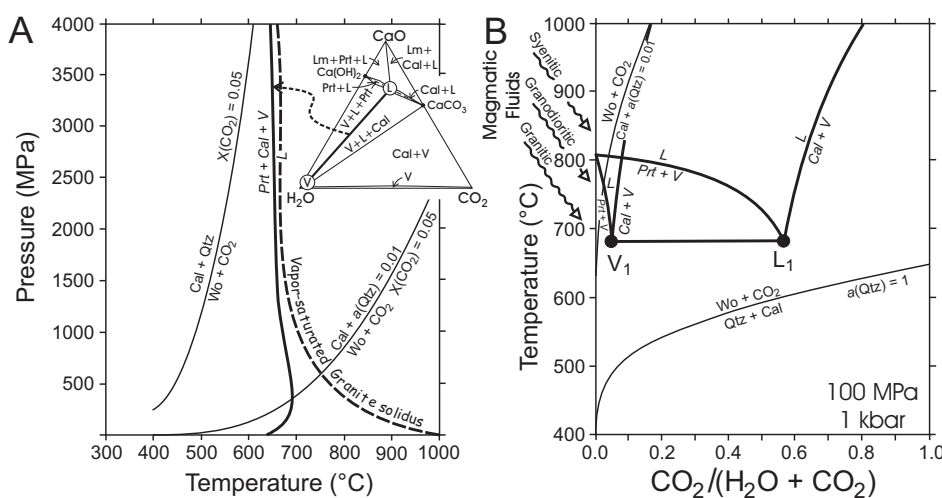 A
4000
3500
3000
2500
2000
1500
1000
500
Pressure (MPa)
300 400 500 600 700 800 900 1000
Temperature (°C)
X(CO₂) = 0.05
Cal + Qtz
Wo + CO₂
Prt + Cal + V
L
Vapor-saturated Granite solidus
Cal + a(Qtz) = 0.01
Wo + CO₂ X(CO₂) = 0.05
CaO
Lm+Prt+L
Lm+
Cal+L
Ca(OH)₂
Prt+L
L
Cal+L
CaCO₃
V+L+Prt
V+L+Cal
Cal+V
V
V
H₂O
CO₂
B
1000
900
800
700
600
500
400
Temperature (°C)
0.0 0.2 0.4 0.6 0.8 1.0
CO₂/(H₂O + CO₂)
Magmatic
Fluids
Syenitic
Granodioritic
Granitic
Wo + CO₂
Cal + a(Qtz) = 0.01
L
Cal + V
L
Prt + V
L
Prt + V
Cal + V
V₁
L₁
Wo + CO₂
Qtz + Cal
a(Qtz) = 1
100 MPa
1 kbar